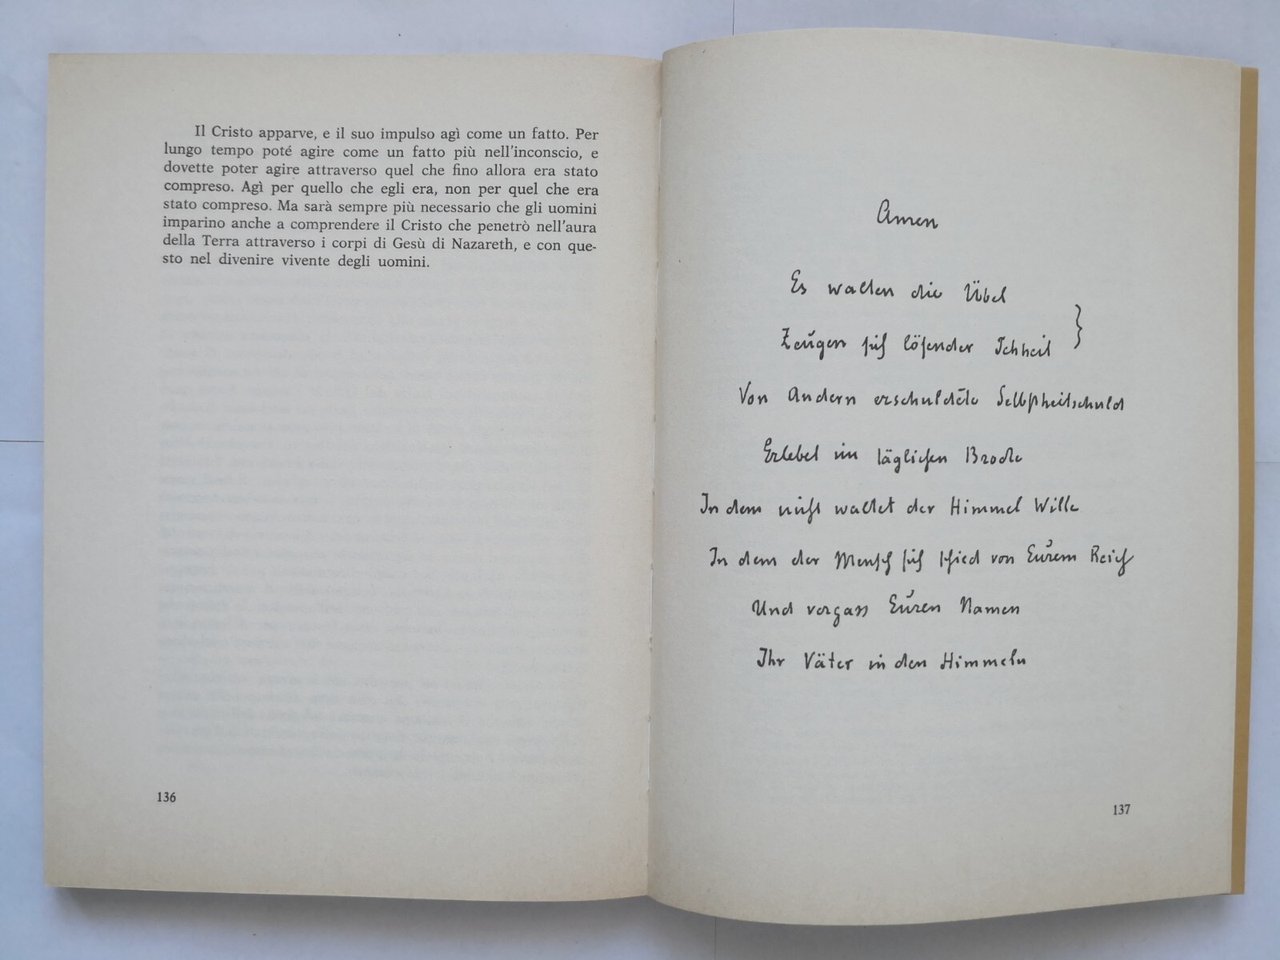 Il Cristo apparve, e il suo impulso agì come un fatto. Per
lungo tempo poté agire come un fatto più nell'inconscio, e
dovette poter agire attraverso quel che fino allora era stato
compreso. Agì per quello che egli era, non per quel che era
stato compreso. Ma sarà sempre più necessario che gli uomini
imparino anche a comprendere il Cristo che penetrò nell'aura
della Terra attraverso i corpi di Gesù di Nazareth, e con que-
sto nel divenire vivente degli uomini.
136
Amen
Es walten die Übel
Zeugen sich lösender Ichheit }
Von Andern erschuldete Selbstheitschuld
Erlebet im täglichen Brode
In dem nicht waltet der Himmel Wille
In dem der Mensch sich schied von Eurem Reich
Und vergass Euren Namen
Ihr Väter in den Himmeln
137